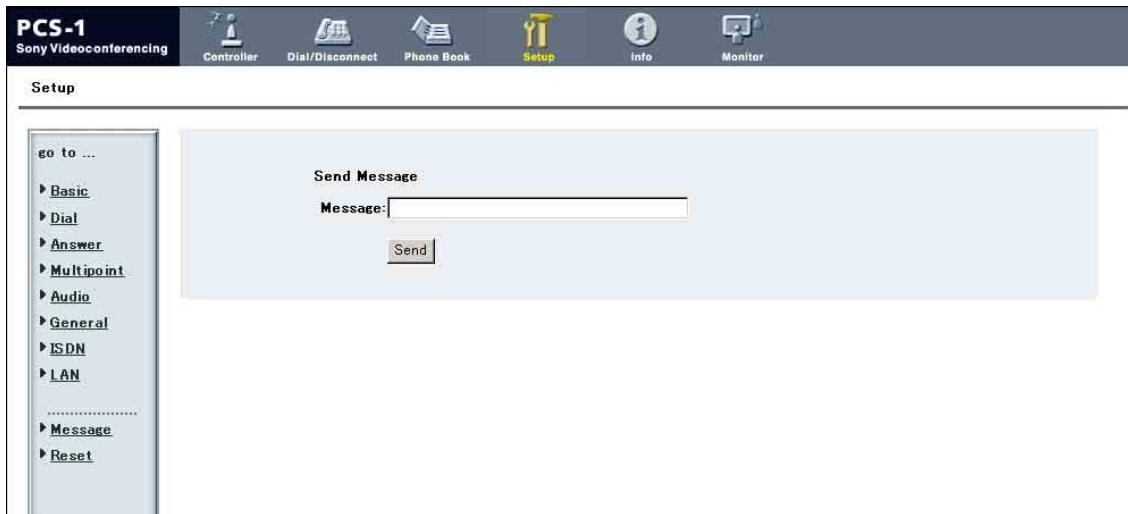 PCS-1
Sony Videoconferencing
Controller
Dial/Disconnect
Phone Book
Setup
Info
Monitor
Setup
go to ...
Basic
Dial
Answer
Multipoint
Audio
General
ISDN
LAN
Message
Reset
Send Message
Message:
Send